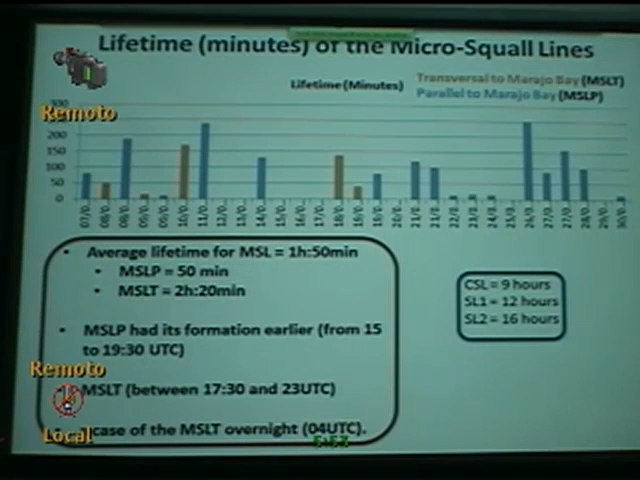 Lifetime (minutes) of the Micro-Squall Lines
Lifetime (Minutes)
Transversal to Marajo Bay (MSLT)
Parallel to Marajo Bay (MSLP)
Remoto
300
200
150
100
50
0
07/0.. 08/0.. 08/0.. 09/0.. 09/0.. 10/0.. 11/0.. 12/0.. 13/0.. 14/0.. 15/0.. 16/0.. 17/0.. 18/0.. 18/0.. 19/0.. 20/0.. 21/0.. 21/0.. 22/0.. 23/0.. 24/0.. 25/0.. 26/0.. 27/0.. 27/0.. 28/0.. 29/0.. 30/0..
• Average lifetime for MSL = 1h:50min
• MSLP = 50 min
• MSLT = 2h:20min
• MSLP had its formation earlier (from 15
to 19:30 UTC)
CSL = 9 hours
SL1 = 12 hours
SL2 = 16 hours
Remoto
MSLT (between 17:30 and 23UTC)
Local
case of the MSLT overnight (04UTC).